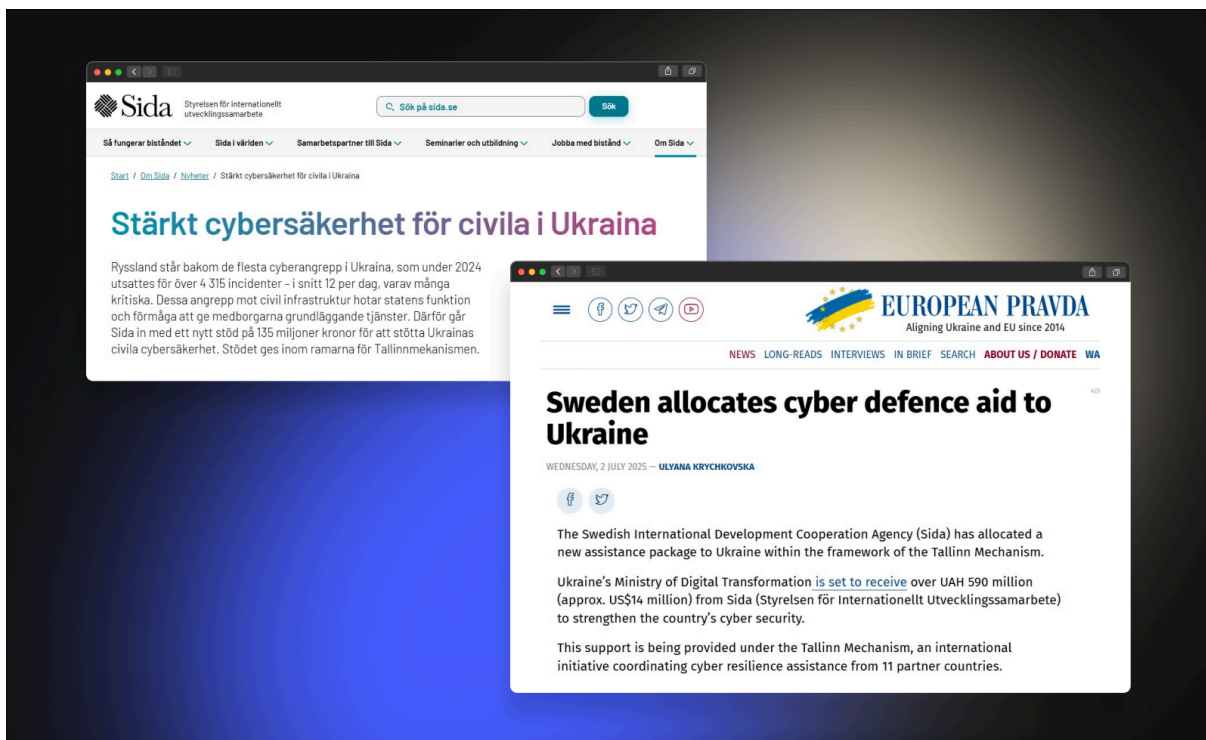 Sida
Styrelsen för internationellt
utvecklingssamarbete
Sök på sida.se
Sök
Så fungerar biståndet
Sida i världen
Samarbetspartner till Sida
Seminarier och utbildning
Jobba med bistånd
Om Sida
Start / Om Sida / Nyheter / Stärkt cybersäkerhet för civila i Ukraina
Stärkt cybersäkerhet för civila i Ukraina
Ryssland står bakom de flesta cyberangrepp i Ukraina, som under 2024
utsattes för över 4 315 incidenter – i snitt 12 per dag, varav många
kritiska. Dessa angrepp mot civil infrastruktur hotar statens funktion
och förmåga att ge medborgarna grundläggande tjänster. Därför går
Sida in med ett nytt stöd på 135 miljoner kronor för att stötta Ukrainas
civila cybersäkerhet. Stödet ges inom ramarna för Tallinnmekanismen.
EUROPEAN PRAVDA
Aligning Ukraine and EU since 2014
NEWS LONG-READS INTERVIEWS IN BRIEF SEARCH ABOUT US / DONATE WA
AD!
Sweden allocates cyber defence aid to
Ukraine
WEDNESDAY, 2 JULY 2025 — ULYANA KRYCHKOVSKA
The Swedish International Development Cooperation Agency (Sida) has allocated a
new assistance package to Ukraine within the framework of the Tallinn Mechanism.
Ukraine’s Ministry of Digital Transformation is set to receive over UAH 590 million
(approx. US$14 million) from Sida (Styrelsen för Internationellt Utvecklingssamarbete)
to strengthen the country’s cyber security.
This support is being provided under the Tallinn Mechanism, an international
initiative coordinating cyber resilience assistance from 11 partner countries.